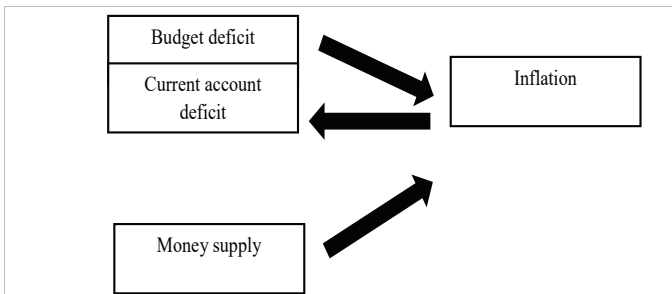 Budget deficit
Current account
deficit
Inflation
Money supply